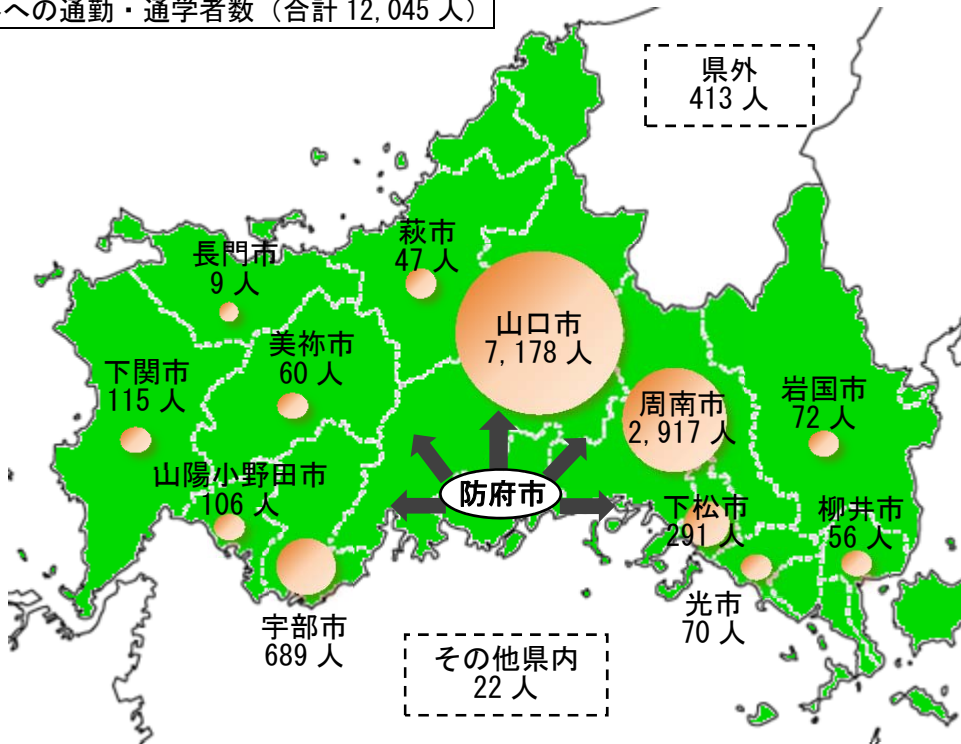 への通勤・通学者数（合計 12,045 人）
県外
413 人
萩市
47 人
長門市
9 人
山口市
7,178 人
美祢市
60 人
下関市
115 人
周南市
2,917 人
岩国市
72 人
山陽小野田市
106 人
防府市
下松市
291 人
柳井市
56 人
光市
70 人
宇部市
689 人
その他県内
22 人